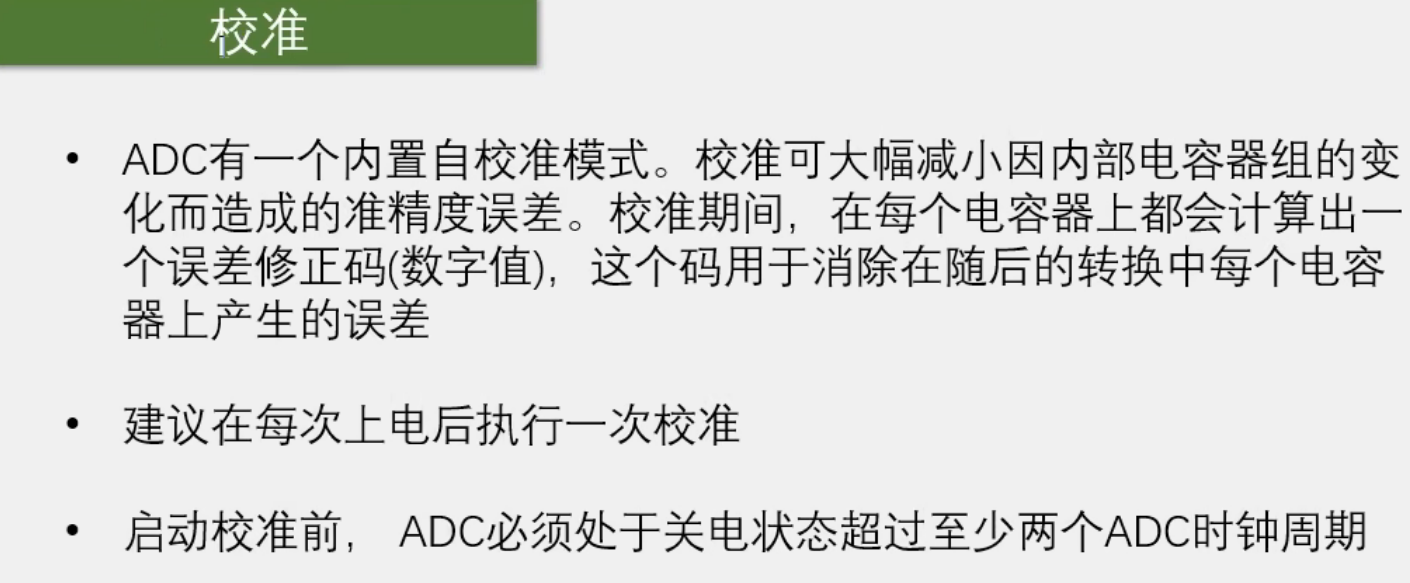 校准
• ADC有一个内置自校准模式。校准可大幅减小因内部电容器组的变
化而造成的准精度误差。校准期间，在每个电容器上都会计算出一
个误差修正码(数字值)，这个码用于消除在随后的转换中每个电容
器上产生的误差
• 建议在每次上电后执行一次校准
• 启动校准前， ADC必须处于关电状态超过至少两个ADC时钟周期